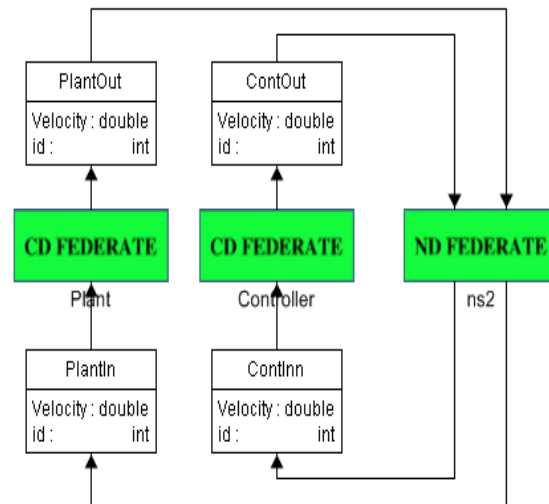 PlantOut
Velocity : double
id : int
ContOut
Velocity : double
id : int
CD FEDERATE
Plant
CD FEDERATE
Controller
ND FEDERATE
ns2
PlantIn
Velocity : double
id : int
ContInn
Velocity : double
id : int